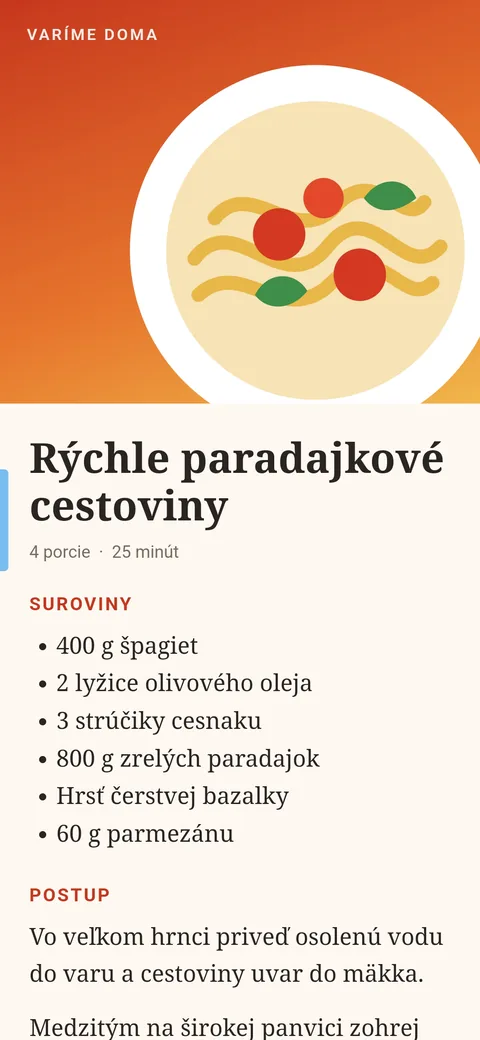 VARÍME DOMA
Rýchle paradajkové
cestoviny
4 porcie · 25 minút
SUROVINY
• 400 g špagiet
• 2 lyžice olivového oleja
• 3 strúčiky cesnaku
• 800 g zrelých paradajok
• Hrsť čerstvej bazalky
• 60 g parmezánu
POSTUP
Vo veľkom hrnci priveď osolenú vodu
do varu a cestoviny uvar do mäkka.
Medzitým na širokej panvici zohrej